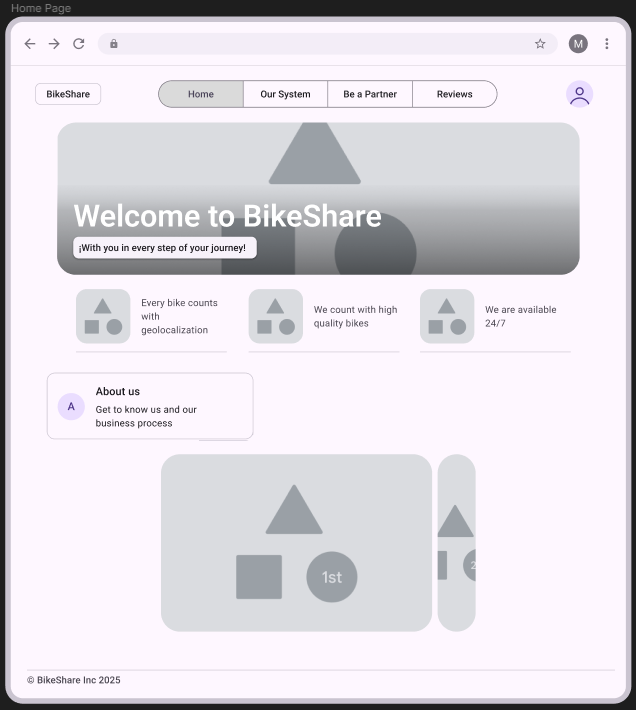 Home Page
M
BikeShare
Home
Our System
Be a Partner
Reviews
Welcome to BikeShare
¡With you in every step of your journey!
Every bike counts
with
geolocalization
We count with high
quality bikes
We are available
24/7
A
About us
Get to know us and our
business process
1st
2
© BikeShare Inc 2025